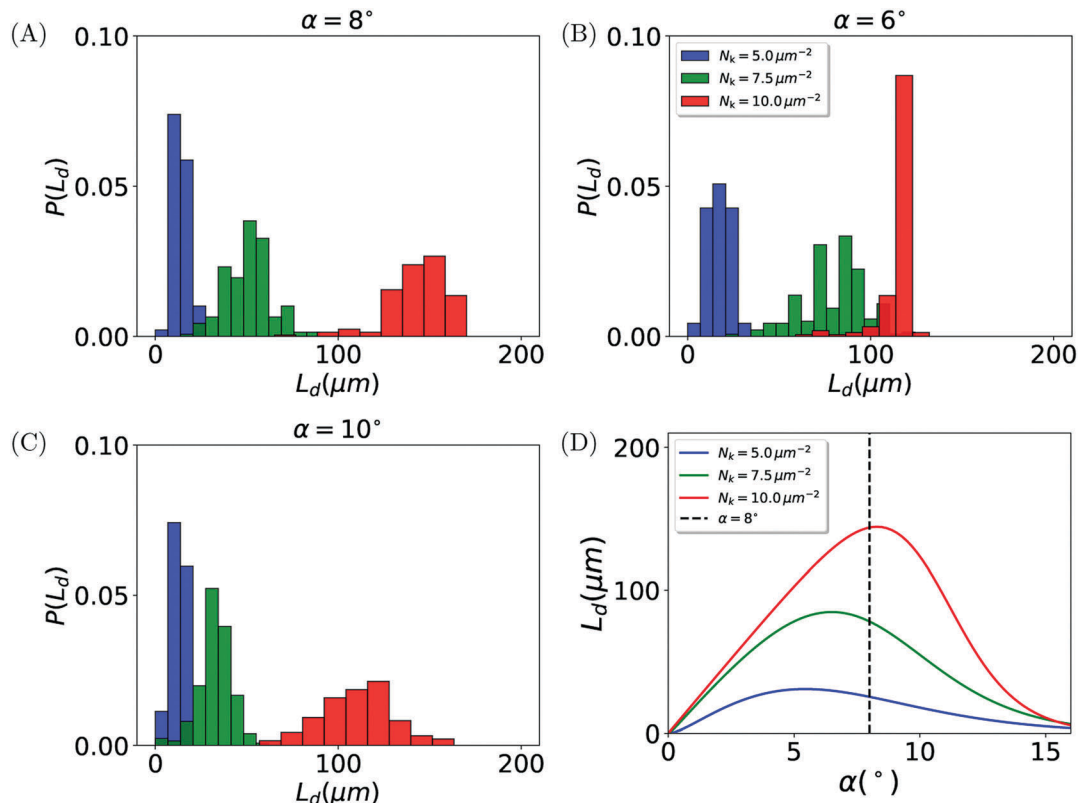 (A)
α = 8°
0.10
0.05
0.00
P(L_d)
0
100
200
L_d(μm)
(B)
α = 6°
0.10
0.05
0.00
P(L_d)
N_k = 5.0 μm⁻²
N_k = 7.5 μm⁻²
N_k = 10.0 μm⁻²
0
100
200
L_d(μm)
(C)
α = 10°
0.10
0.05
0.00
P(L_d)
0
100
200
L_d(μm)
(D)
200
100
0
L_d(μm)
N_k = 5.0 μm⁻²
N_k = 7.5 μm⁻²
N_k = 10.0 μm⁻²
α = 8°
0
5
10
15
α(°)